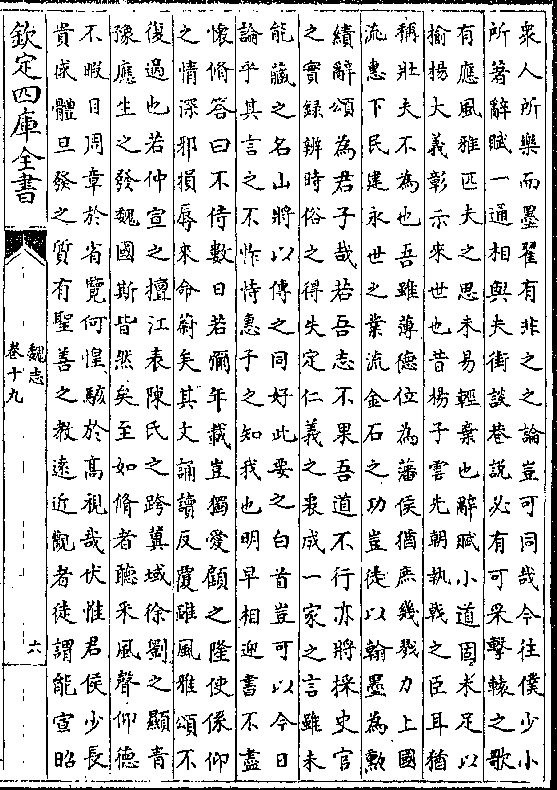 衆人所樂而墨翟有非之之論豈可同哉今往僕少小
所著辭賦一通相與夫街談巷說必有可采擊轅之歌
有應風雅匹夫之思未易輕棄也辭賦小道固未足以
揄揚大義彰示來世也昔楊子雲先朝執戟之臣耳猶
稱壯夫不為也吾雖薄德位為藩侯猶庶幾戮力上國
流惠下民建永世之業流金石之功豈徒以翰墨為勲
績辭頌為君子哉若吾志不果吾道不行亦將採史官
之實録辨時俗之得失定仁義之衷成一家之言雖未
能藏之名山將以傳之同好此要之白首豈可以今日
論乎其言之不怍恃惠子之知我也明早相迎書不盡
懷脩答曰不侍數日若彌年載豈獨愛顧之隆使係仰
之情深邪損辱來命蔚矣其文誦讀反覆雖風雅頌不
復過也若仲宣之擅江表陳氏之跨冀域徐劉之顯青
豫應生之發魏國斯皆然矣至如脩者聽采風聲仰德
不暇目周章於省覽何惶駭於髙視哉伏惟君侯少長
貴盛體旦發之質有聖善之教遠近觀者徒謂能宣昭
欽定四庫全書
魏志
卷十九
六